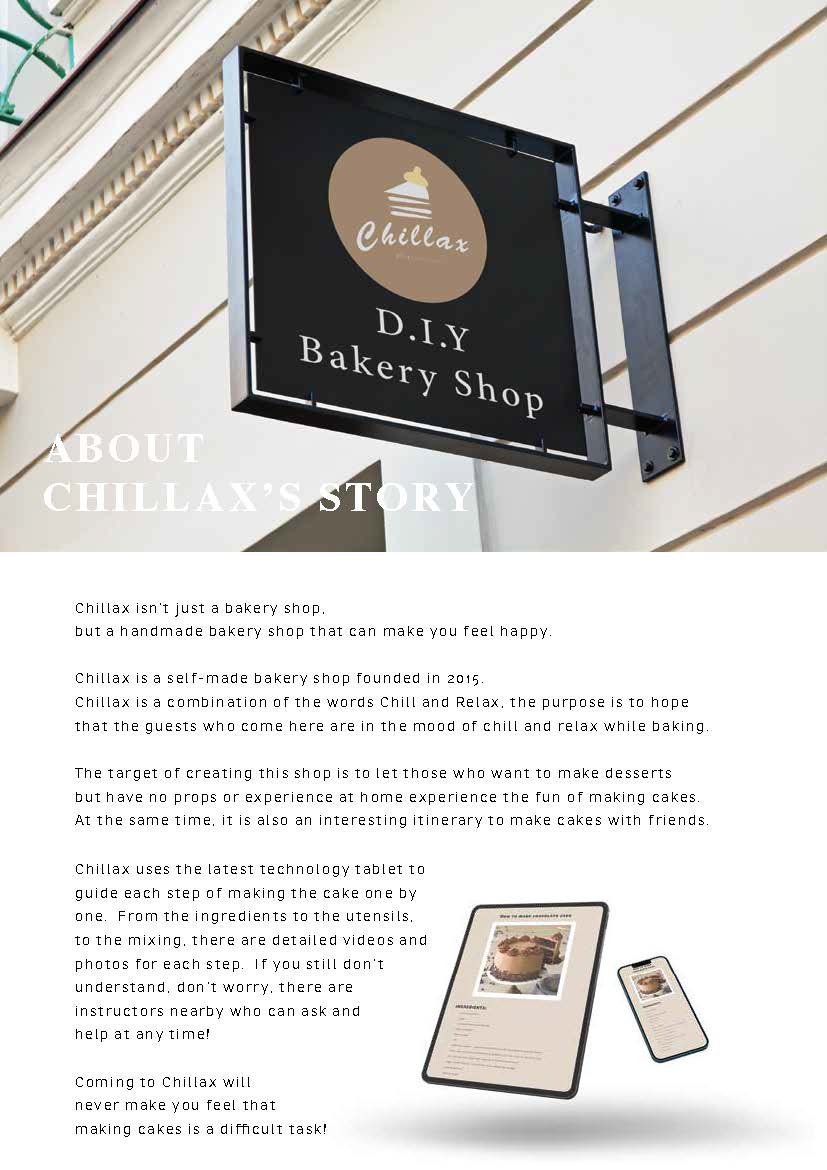 Chillax
D.I.Y
Bakery Shop
ABOUT
CHILLAX'S STORY
Chillax isn't just a bakery shop,
but a handmade bakery shop that can make you feel happy.
Chillax is a self-made bakery shop founded in 2015.
Chillax is a combination of the words Chill and Relax, the purpose is to hope
that the guests who come here are in the mood of chill and relax while baking.
The target of creating this shop is to let those who want to make desserts
but have no props or experience at home experience the fun of making cakes.
At the same time, it is also an interesting itinerary to make cakes with friends.
Chillax uses the latest technology tablet to
guide each step of making the cake one by
one. From the ingredients to the utensils,
to the mixing, there are detailed videos and
photos for each step. If you still don't
understand, don't worry, there are
instructors nearby who can ask and
help at any time!
Coming to Chillax will
never make you feel that
making cakes is a difficult task!
HOW TO MAKE CHOCOLATE CAKE
INGREDIENTS: